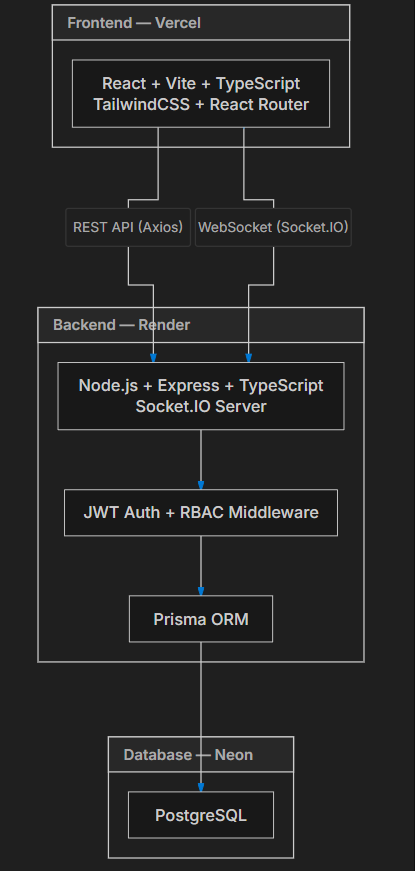 Frontend — Vercel
React + Vite + TypeScript
TailwindCSS + React Router
REST API (Axios)
WebSocket (Socket.IO)
Backend — Render
Node.js + Express + TypeScript
Socket.IO Server
JWT Auth + RBAC Middleware
Prisma ORM
Database — Neon
PostgreSQL